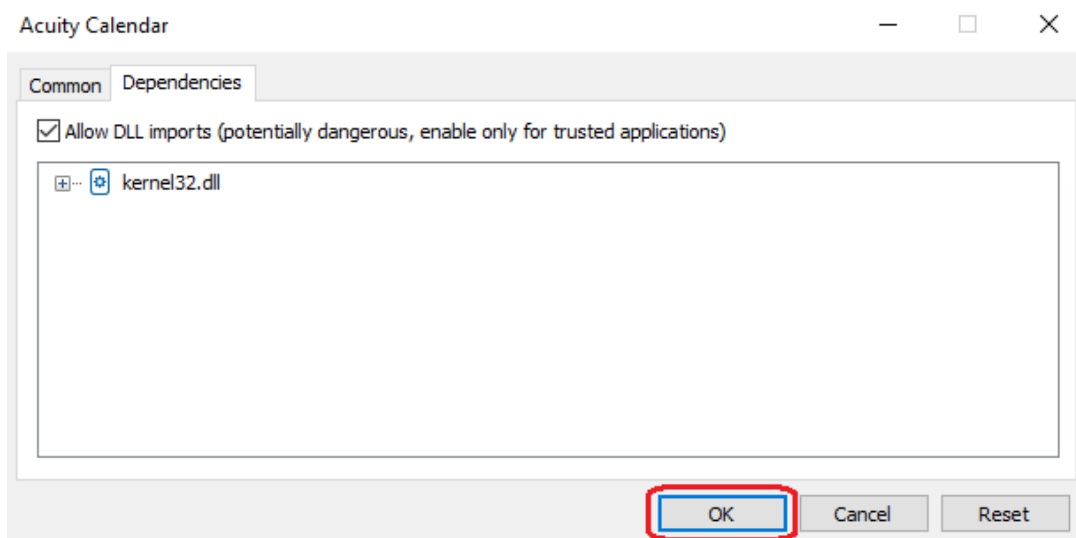 Acuity Calendar
Common Dependencies
Allow DLL imports (potentially dangerous, enable only for trusted applications)
kernel32.dll
OK Cancel Reset